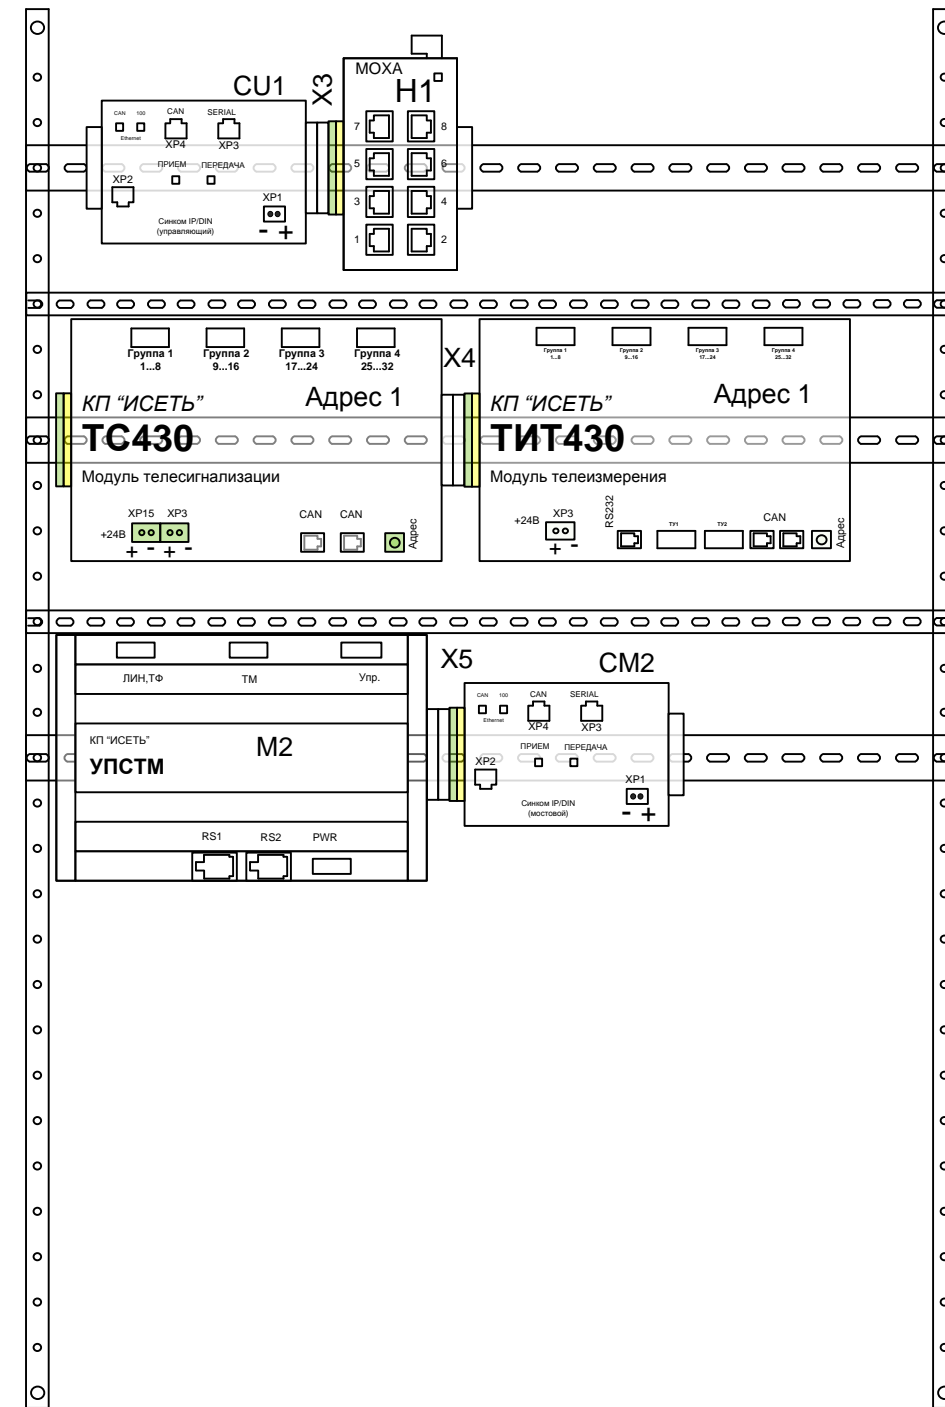 CU1
X3
MOXA
H1
CAN 100 CAN SERIAL
Ethernet
XP4 XP3
ПРИЕМ ПЕРЕДАЧА
XP2
XP1
- +
Синком IP/DIN
(управляющий)
7 8
5 6
3 4
1 2
Группа 1
1...8
Группа 2
9...16
Группа 3
17...24
Группа 4
25...32
Адрес 1
КП “ИСЕТЬ”
ТС430
Модуль телесигнализации
XP15 XP3
+24В
+ - + -
CAN CAN
Адрес
X4
Группа 1
1...8
Группа 2
9...16
Группа 3
17...24
Группа 4
25...32
Адрес 1
КП “ИСЕТЬ”
ТИТ430
Модуль телеизмерения
XP3
+24В
+ -
RS232
ТУ1 ТУ2
CAN
Адрес
ЛИН,ТФ ТМ Упр.
КП “ИСЕТЬ”
УПСТМ
М2
RS1 RS2 PWR
X5
CM2
CAN 100 CAN SERIAL
Ethernet
XP4 XP3
ПРИЕМ ПЕРЕДАЧА
XP2
XP1
- +
Синком IP/DIN
(мостовой)